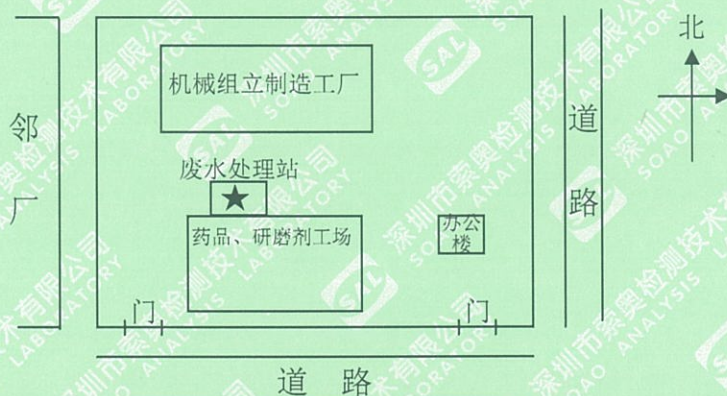 北
机械组立制造工厂
邻
厂
道
路
废水处理站
药品、研磨剂工场
办公
楼
门
门
道 路
SAL
深圳市索奥检测技术有限公司
SOAO ANALYSIS LABORATORY